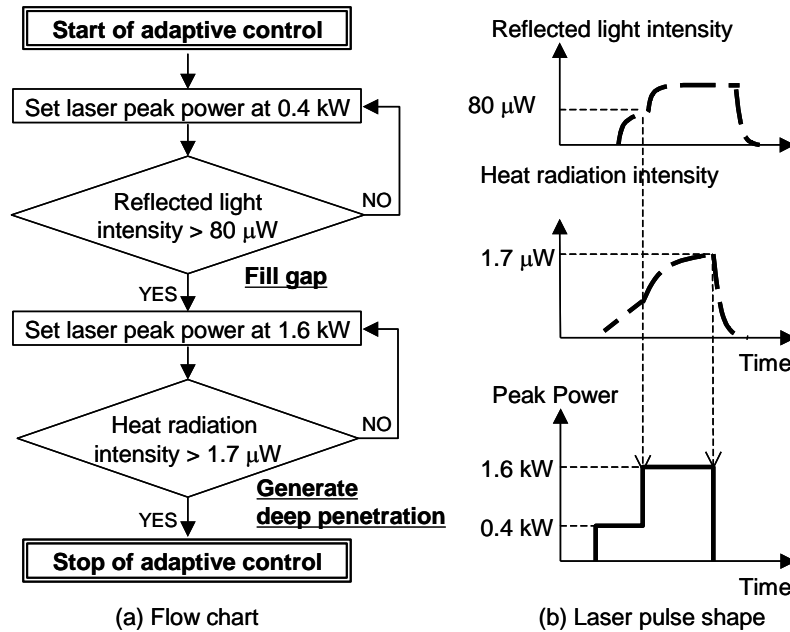 Start of adaptive control
Set laser peak power at 0.4 kW
Reflected light
intensity > 80 μW
NO
Fill gap
YES
Set laser peak power at 1.6 kW
Heat radiation
intensity > 1.7 μW
NO
Generate
deep penetration
YES
Stop of adaptive control
(a) Flow chart
Reflected light intensity
80 μW
Heat radiation intensity
1.7 μW
Time
Peak Power
1.6 kW
0.4 kW
Time
(b) Laser pulse shape